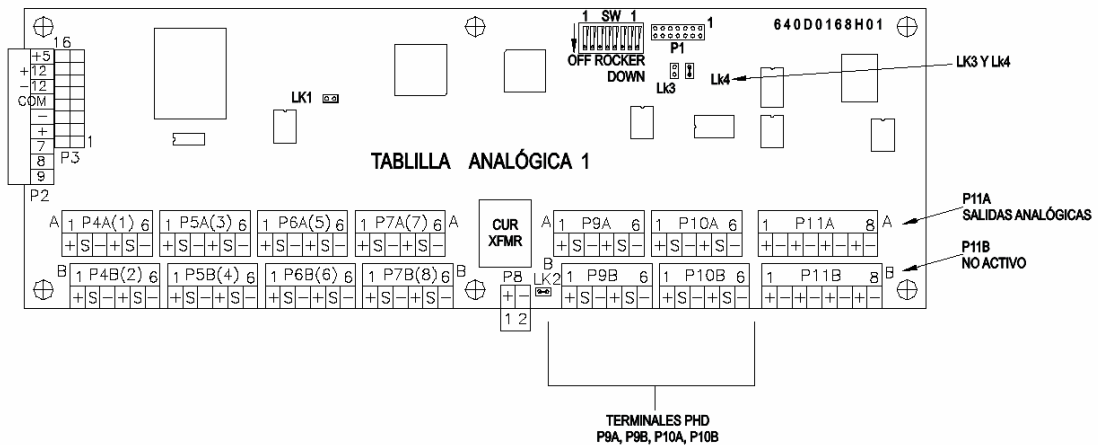 1 SW 1
OFF ROCKER
DOWN
1
P1
640D0168H01
Lk3
Lk4
LK3 Y Lk4
16
+5
+12
-12
COM
-
+
7
8
9
1
P3
P2
LK1
TABLILLA ANALÓGICA 1
A 1 P4A(1) 6 1 P5A(3) 6 1 P6A(5) 6 1 P7A(7) 6 A
+ S - + S - + S - + S - + S - + S - + S - + S -
B 1 P4B(2) 6 1 P5B(4) 6 1 P6B(6) 6 1 P7B(8) 6 B
+ S - + S - + S - + S - + S - + S - + S - + S -
CUR
XFMR
P8
+ -
1 2
LK2
A 1 P9A 6 1 P10A 6 1 P11A 8 A
+ S - + S - + S - + S - + - + - + - + -
B 1 P9B 6 1 P10B 6 1 P11B 8 B
+ S - + S - + S - + S - + - + - + - + -
P11A
SALIDAS ANALÓGICAS
P11B
NO ACTIVO
TERMINALES PHD
P9A, P9B, P10A, P10B